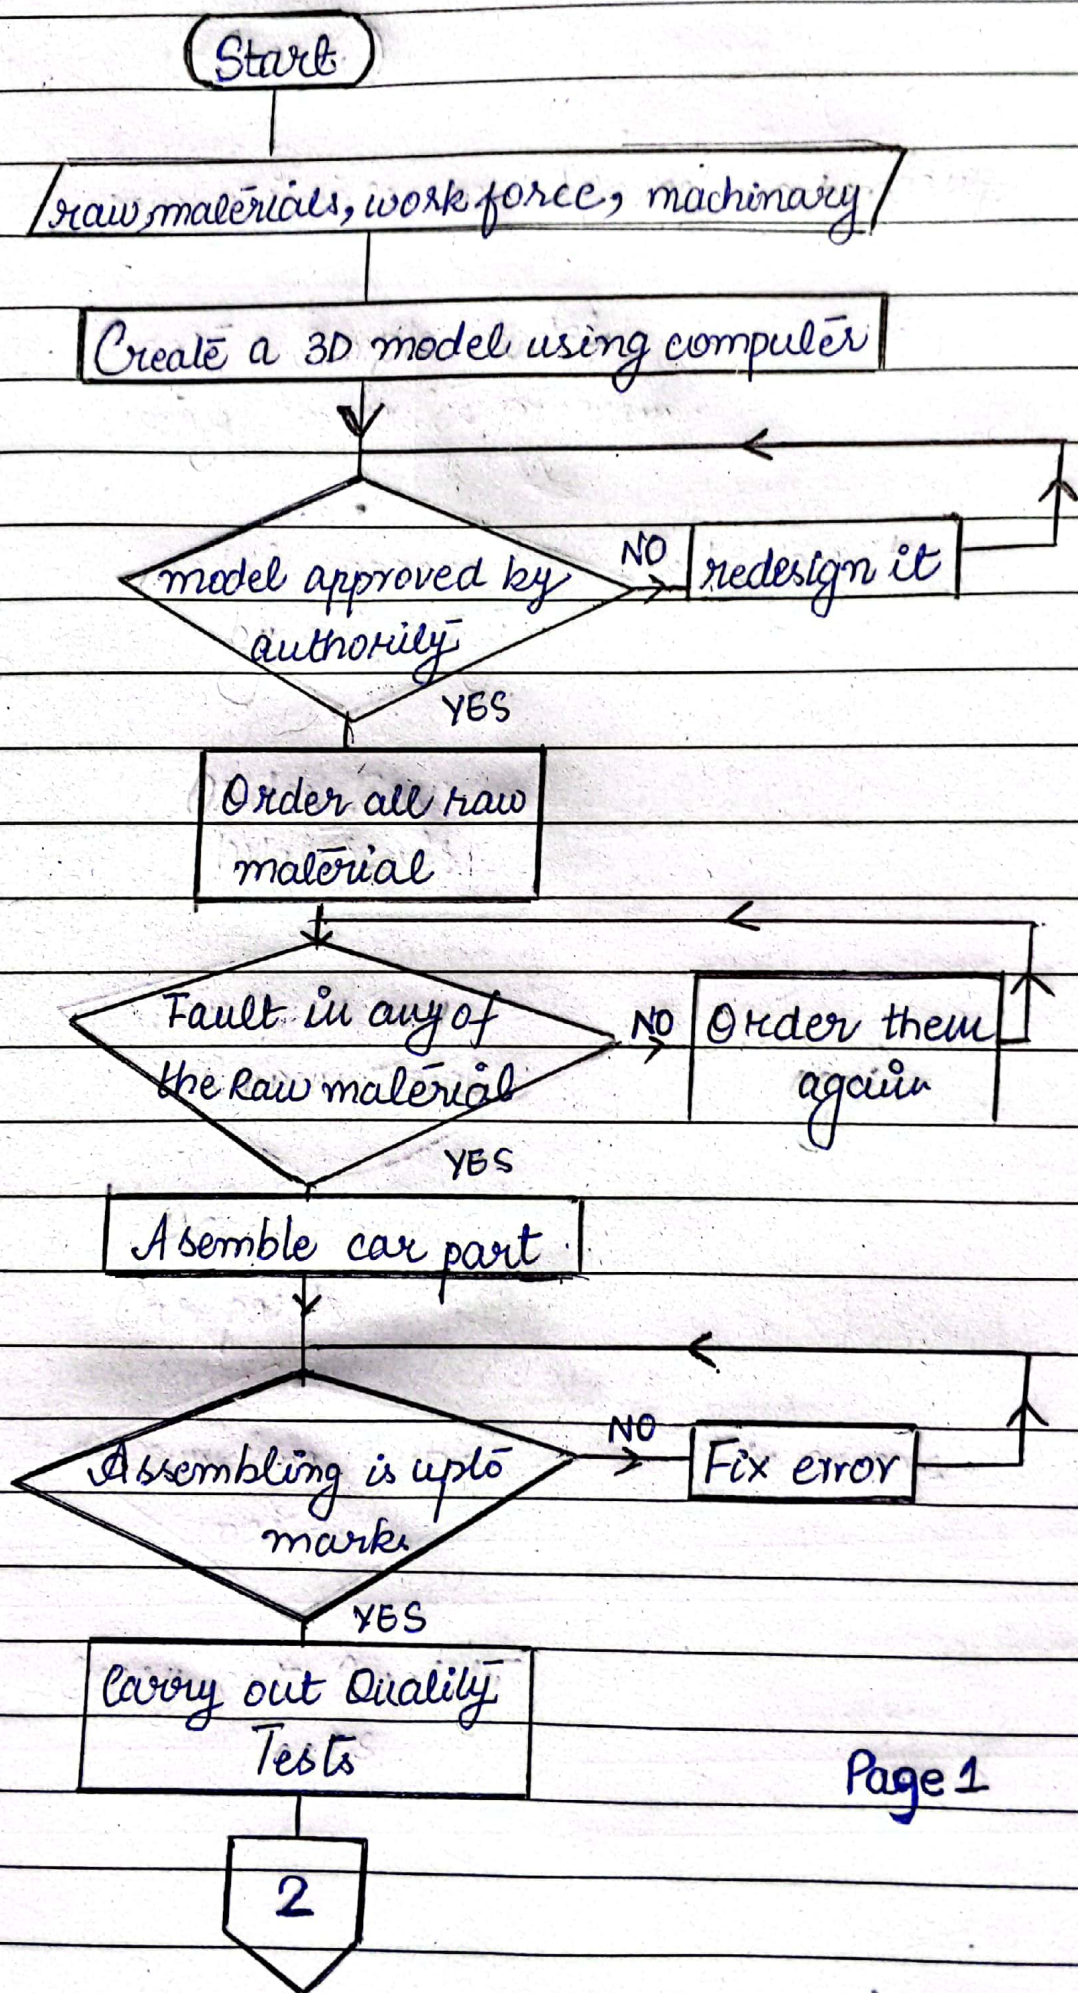 Start
raw materials, work force, machinary
Create a 3D model using computer
model approved by
authority
NO
redesign it
YES
Order all raw
material
Fault in any of
the Raw material
NO
Order them
again
YES
Asemble car part
Assembling is upto
mark
NO
Fix error
YES
Carry out Quality
Tests
Page 1
2